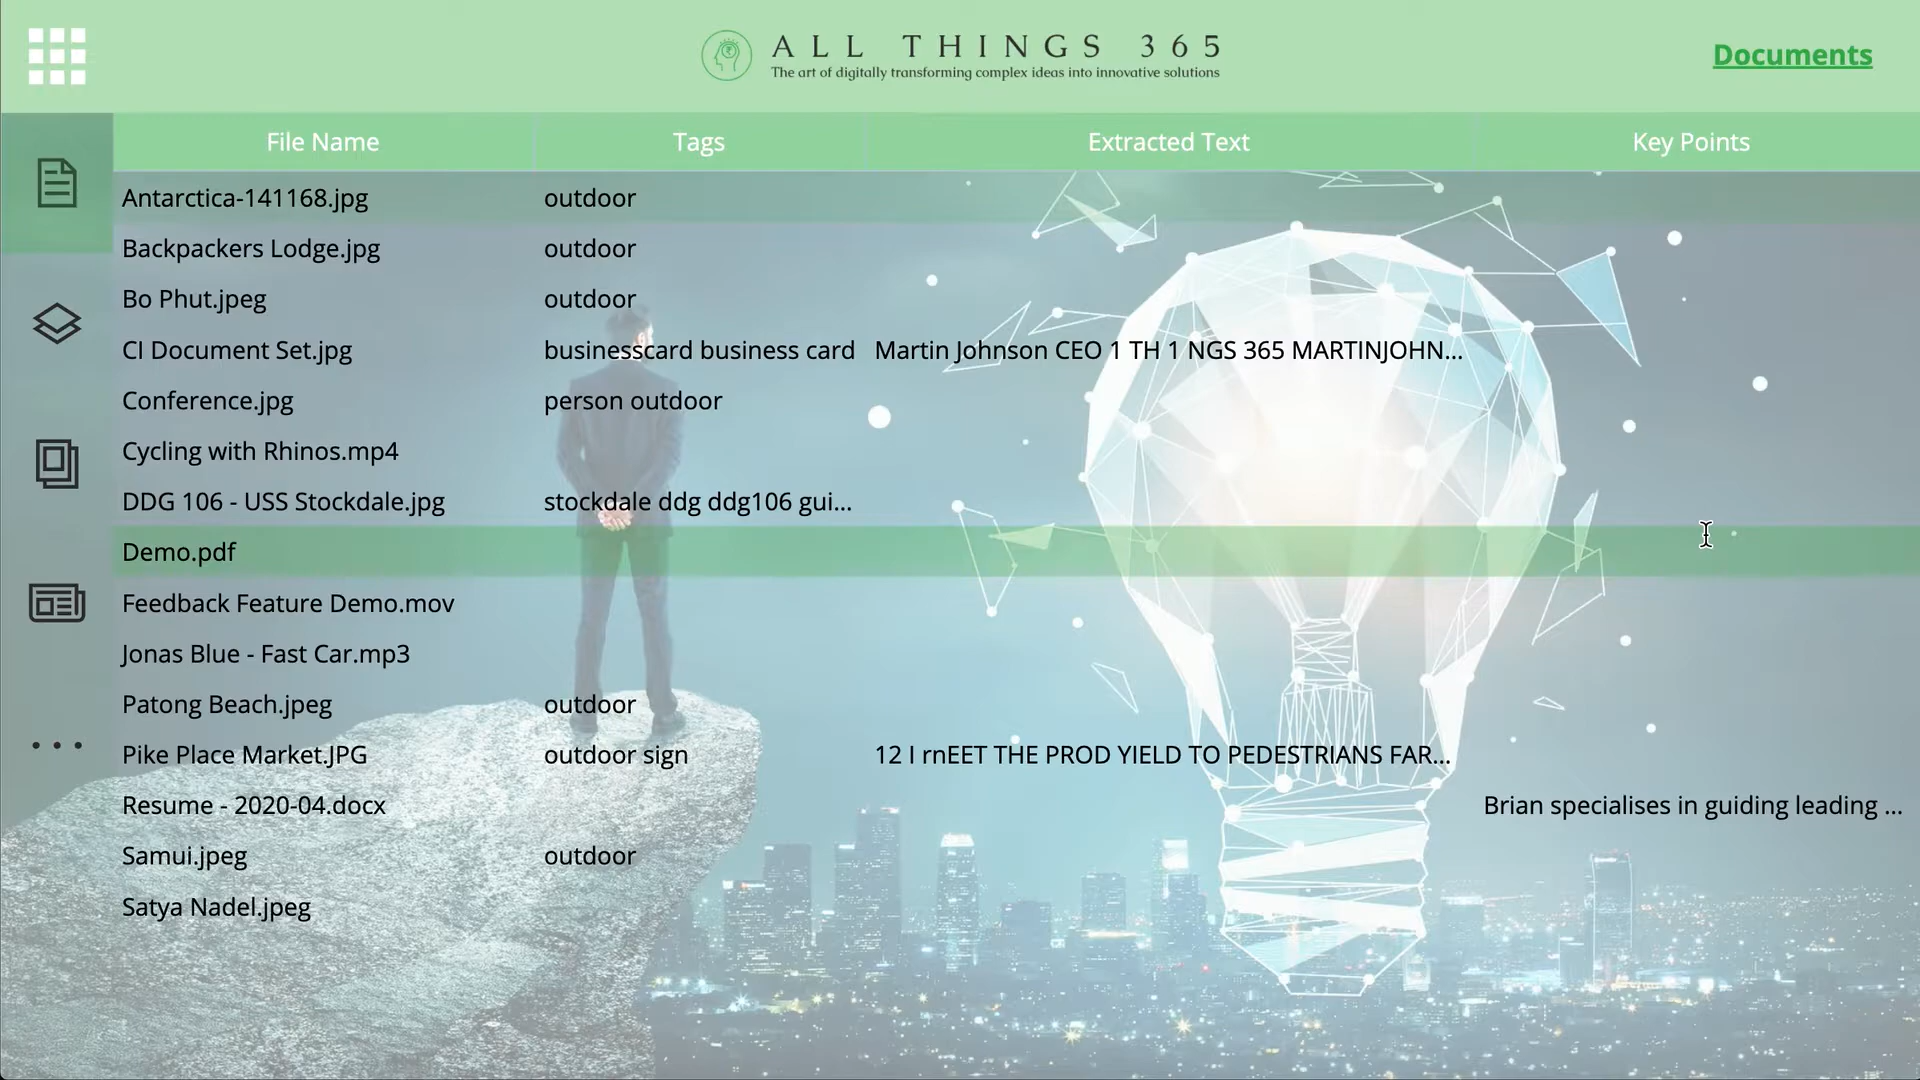 ALL THINGS 365
The art of digitally transforming complex ideas into innovative solutions
Documents
File Name Tags Extracted Text Key Points
Antarctica-141168.jpg outdoor
Backpackers Lodge.jpg outdoor
Bo Phut.jpeg outdoor
CI Document Set.jpg businesscard business card Martin Johnson CEO 1 TH 1 NGS 365 MARTINJOHN...
Conference.jpg person outdoor
Cycling with Rhinos.mp4
DDG 106 - USS Stockdale.jpg stockdale ddg ddg106 gui...
Demo.pdf
Feedback Feature Demo.mov
Jonas Blue - Fast Car.mp3
Patong Beach.jpeg outdoor
Pike Place Market.JPG outdoor sign 12 I rnEET THE PROD YIELD TO PEDESTRIANS FAR...
Resume - 2020-04.docx Brian specialises in guiding leading ...
Samui.jpeg outdoor
Satya Nadel.jpeg